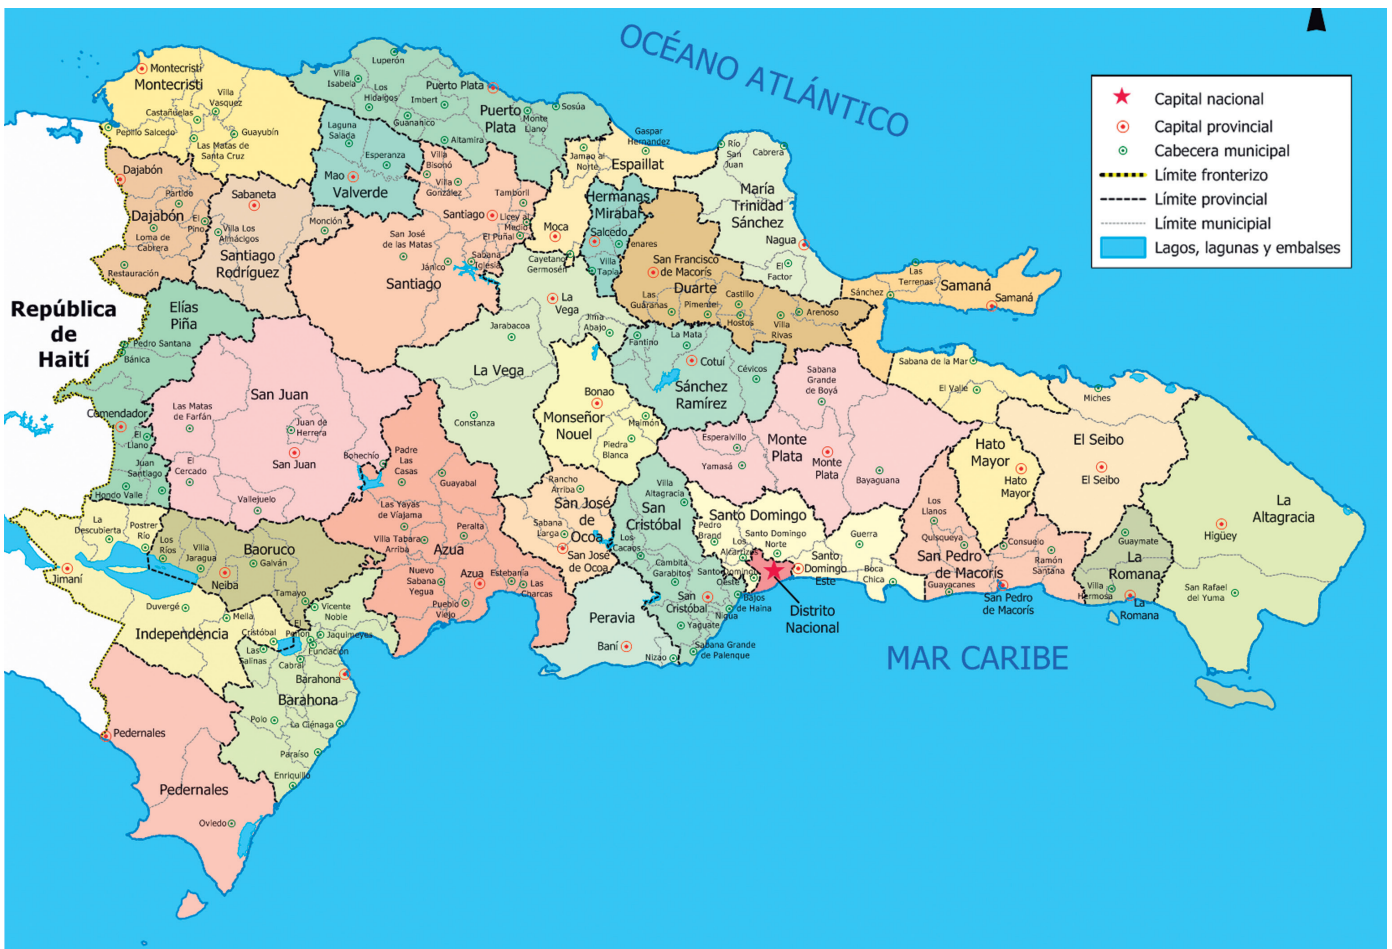 OCÉANO ATLÁNTICO
Capital nacional
Capital provincial
Cabecera municipal
Límite fronterizo
Límite provincial
Límite municipial
Lagos, lagunas y embalses
Montecristi
Montecristi
Villa
Vasquez
Castañuelas
Pepillo Salcedo
Guayubín
Las Matas de
Santa Cruz
Luperón
Villa
Isabela
Los
Hidalgos
Imbert
Puerto Plata
Guananico
Puerto
Plata
Monte
Llano
Sosúa
Altamira
Laguna
Salada
Esperanza
Mao
Valverde
Villa
Bisonó
Villa
González
Tamboril
Santiago
Licey al
Medio
El Puñal
San José
de las Matas
Jánico
Sabana
Iglesia
Santiago
Gaspar
Hernandez
Jamao al
Norte
Espaillat
Moca
Cayetano
Germosén
Hermanas
Mirabal
Salcedo
Tenares
Villa
Tapia
Río
San
Juan
Cabrera
María
Trinidad
Sánchez
Nagua
El
Factor
Dajabón
Partido
Dajabón
El
Pino
Loma de
Cabrera
Restauración
Sabaneta
Monción
Villa Los
Almácigos
Santiago
Rodríguez
San Francisco
de Macorís
Duarte
Las
Guáranas
Pimentel
Castillo
Hostos
Villa
Rivas
Arenoso
Sánchez
Las
Terrenas
Samaná
Samaná
República
de
Haití
Elías
Piña
Pedro Santana
Bánica
Comendador
El
Llano
Juan
Santiago
Hondo Valle
San Juan
Las Matas
de Farfán
Juan de
Herrera
San Juan
El
Cercado
Vallejuelo
Bohechío
La
Vega
Jima
Abajo
Jarabacoa
La Vega
Constanza
Fantino
La Mata
Cotuí
Sánchez
Ramírez
Cévicos
Bonao
Monseñor
Nouel
Maimón
Piedra
Blanca
Sabana
Grande
de Boyá
Esperalvillo
Monte
Plata
Yamasá
Monte
Plata
Bayaguana
Sabana de la Mar
El Valle
Hato
Mayor
Hato
Mayor
Miches
El Seibo
El Seibo
La
Altagracia
Higüey
San Rafael
del Yuma
Guaymate
La
Romana
Villa
Hermosa
La
Romana
Los
Llanos
Quisqueya
Consuelo
Ramón
Santana
San Pedro
de Macorís
Guayacanes
San Pedro
de Macorís
Padre
Las
Casas
Guayabal
Las Yayas
de Víajama
Peralta
Villa Tabara
Arriba
Azua
Nuevo
Sabana
Yegua
Azua
Estebanía
Las
Charcas
Pueblo
Viejo
Rancho
Arriba
San José
de
Ocoa
Sabana
Larga
San José
de Ocoa
Villa
Altagracia
San
Cristóbal
Los
Cacaos
Cambita
Garabitos
San
Cristóbal
Yaguate
Nigua
Bajos
de Haina
Sabana Grande
de Palenque
Peravia
Baní
Nizao
Santo Domingo
Pedro
Brand
Los
Alcarrizos
Santo Domingo
Norte
Santo
Domingo
Oeste
Santo
Domingo
Este
Guerra
Boca
Chica
Distrito
Nacional
La
Descubierta
Postrer
Río
Jimaní
Duvergé
Mella
Cristóbal
Independencia
Los
Ríos
Villa
Jaragua
Baoruco
Galván
Neiba
Tamayo
Vicente
Noble
El
Peñón
Jaquimeyes
Fundación
Las
Salinas
Cabral
Barahona
Barahona
Polo
La Ciénaga
Paraíso
Enriquillo
Pedernales
Pedernales
Oviedo
MAR CARIBE